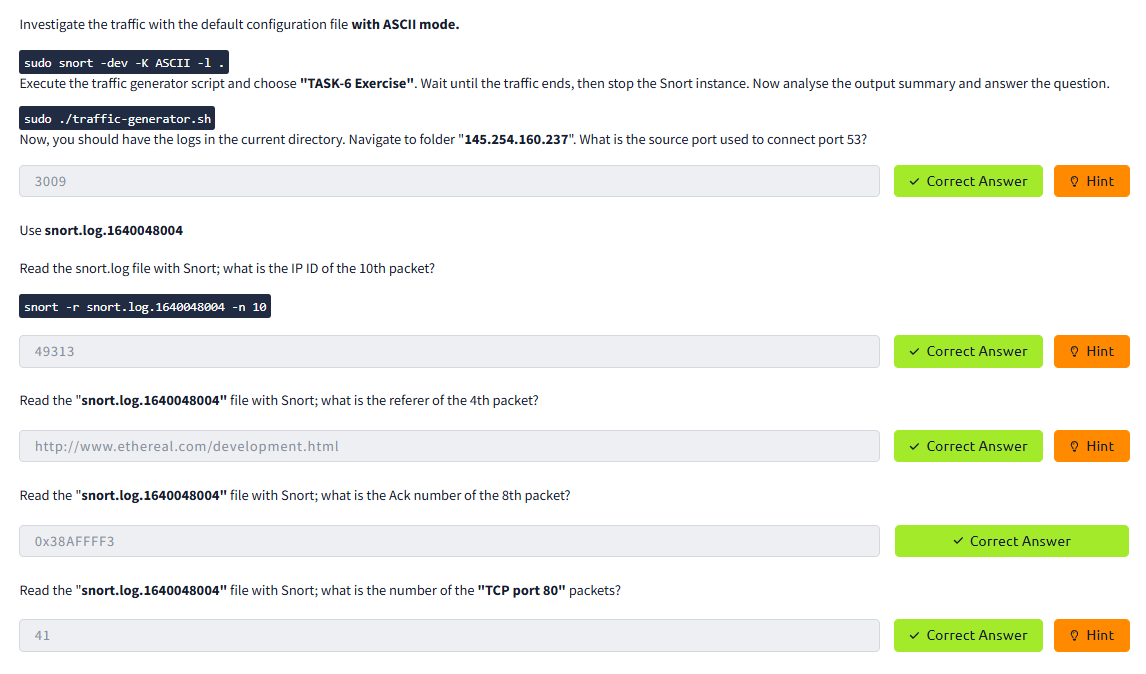 Investigate the traffic with the default configuration file with ASCII mode.
sudo snort -dev -K ASCII -l .
Execute the traffic generator script and choose "TASK-6 Exercise". Wait until the traffic ends, then stop the Snort instance. Now analyse the output summary and answer the question.
sudo ./traffic-generator.sh
Now, you should have the logs in the current directory. Navigate to folder "145.254.160.237". What is the source port used to connect port 53?
3009 Correct Answer Hint
Use snort.log.1640048004
Read the snort.log file with Snort; what is the IP ID of the 10th packet?
snort -r snort.log.1640048004 -n 10
49313 Correct Answer Hint
Read the "snort.log.1640048004" file with Snort; what is the referer of the 4th packet?
http://www.ethereal.com/development.html Correct Answer Hint
Read the "snort.log.1640048004" file with Snort; what is the Ack number of the 8th packet?
0x38AFFFF3 Correct Answer
Read the "snort.log.1640048004" file with Snort; what is the number of the "TCP port 80" packets?
41 Correct Answer Hint